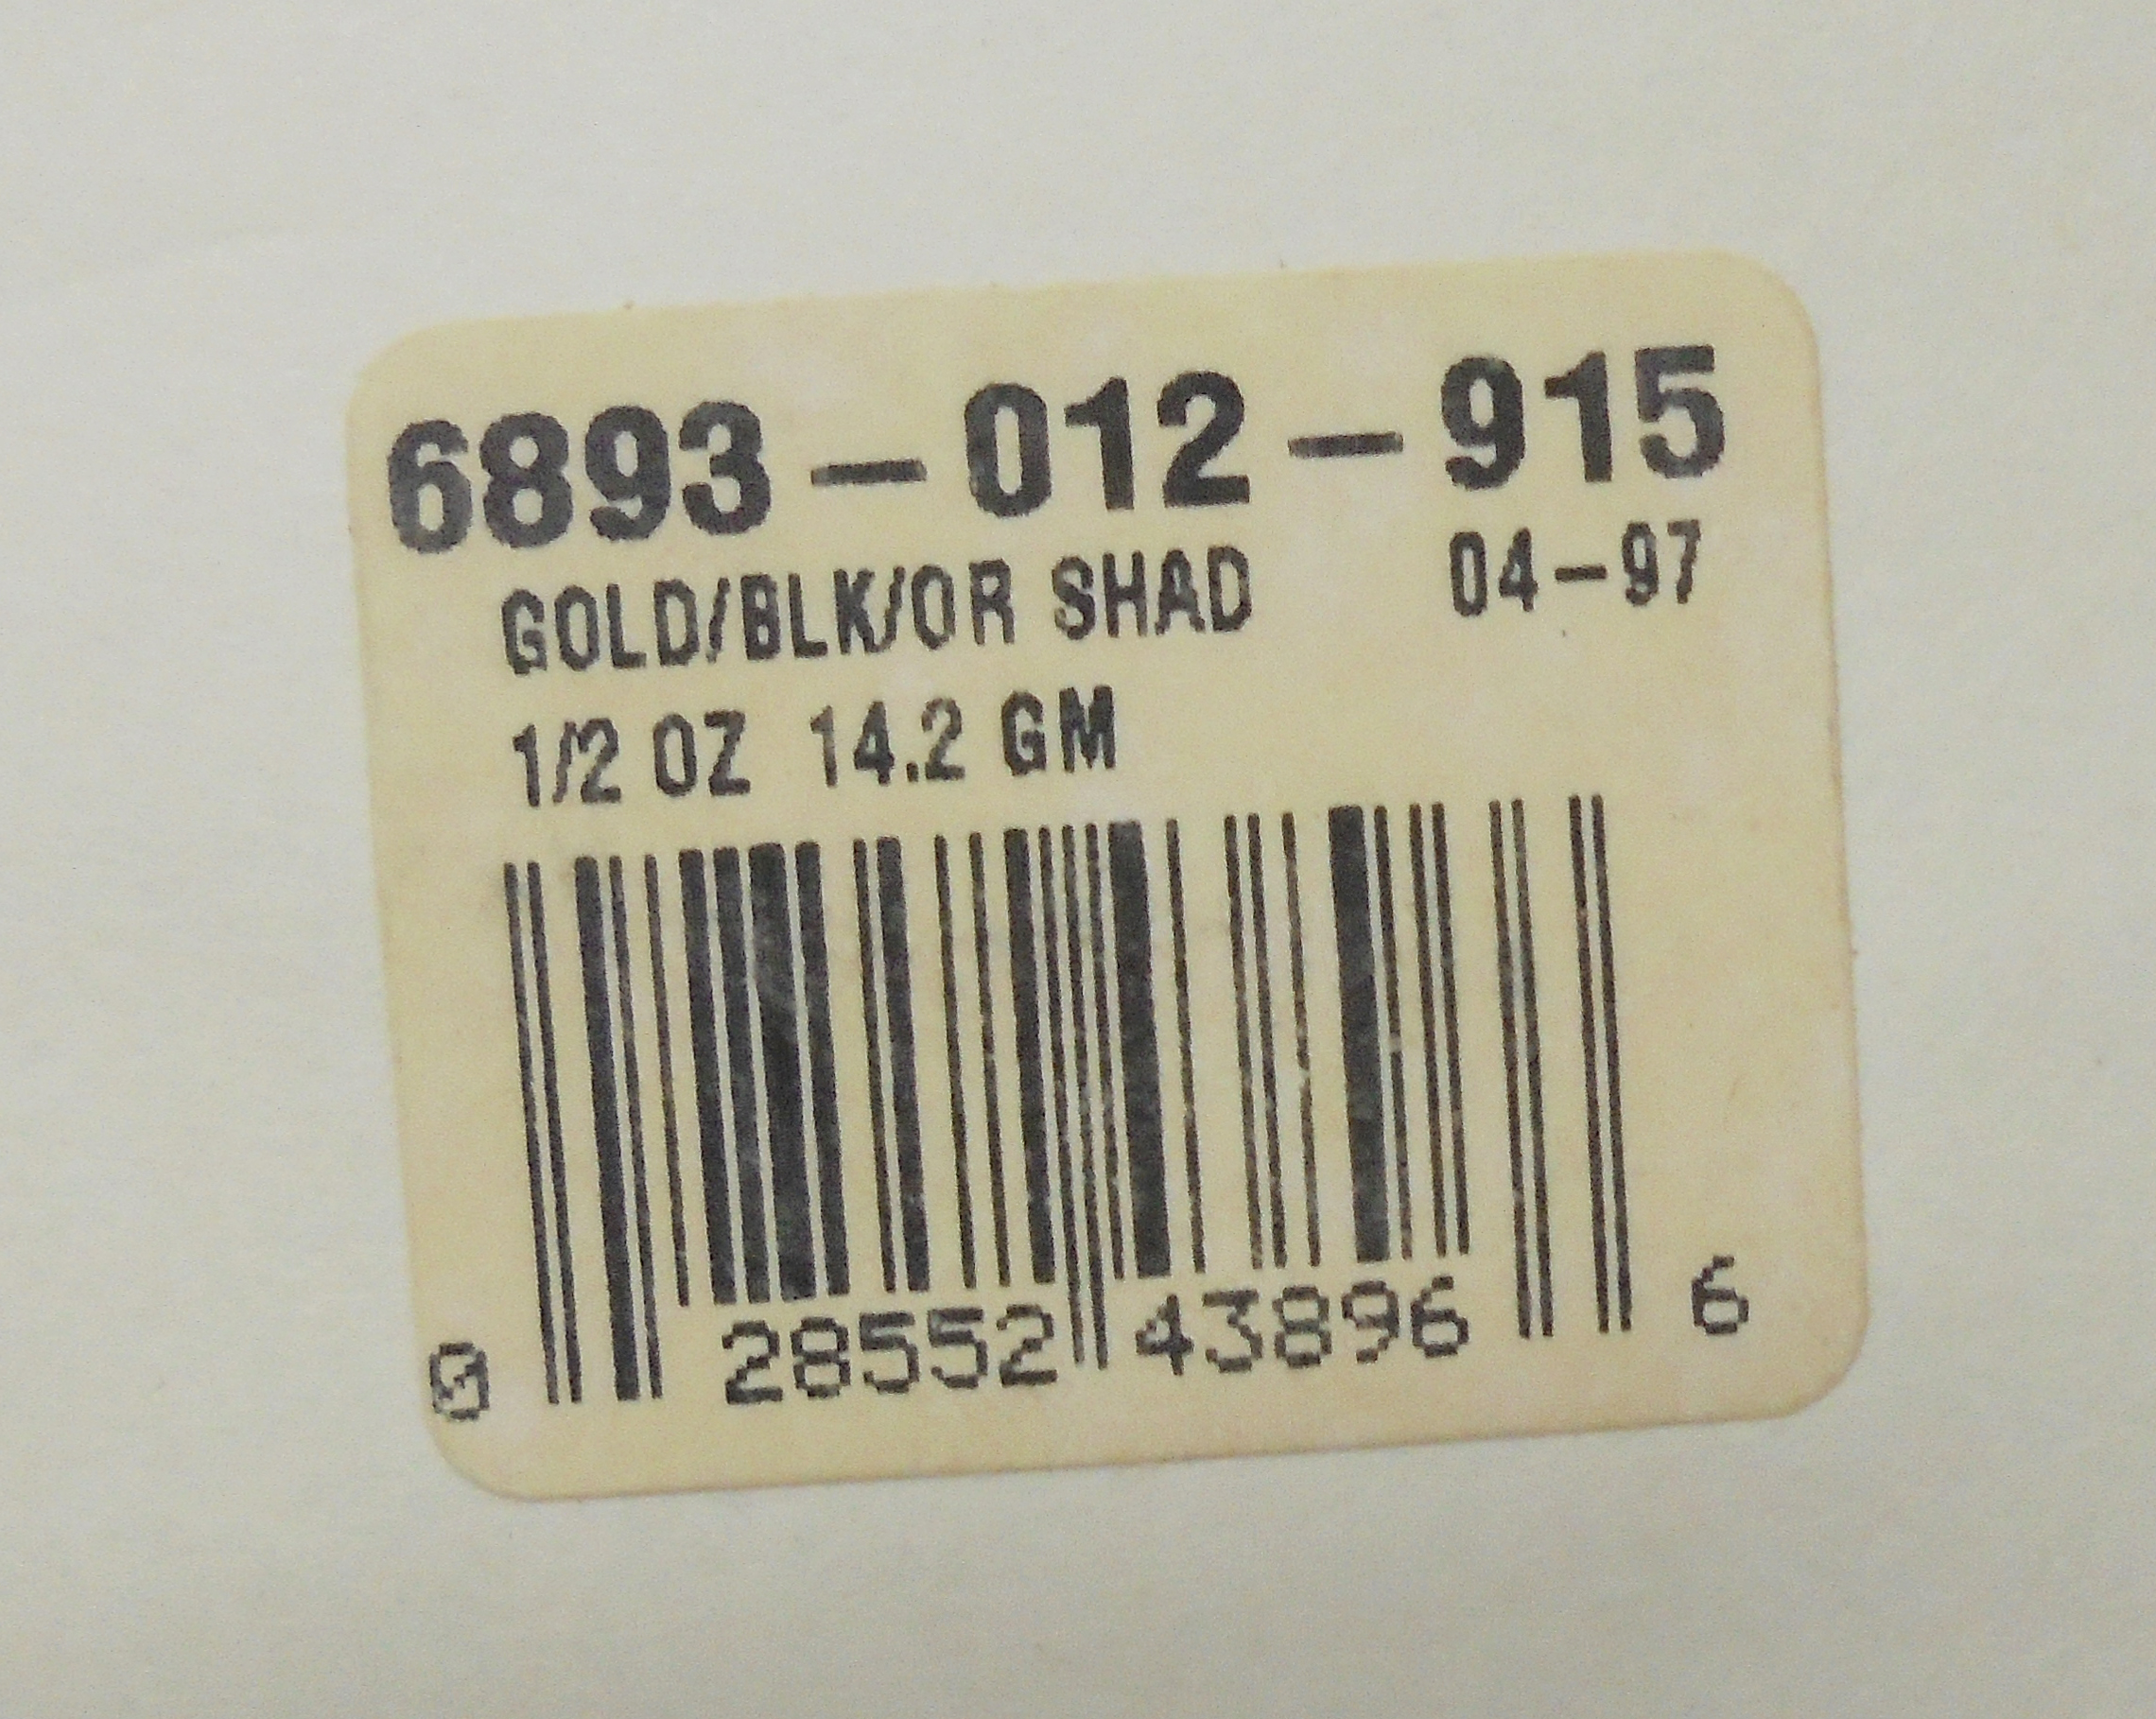 6893-012-915
GOLD/BLK/OR SHAD 04-97
1/2 OZ 14.2 GM
0 28552 43896 6